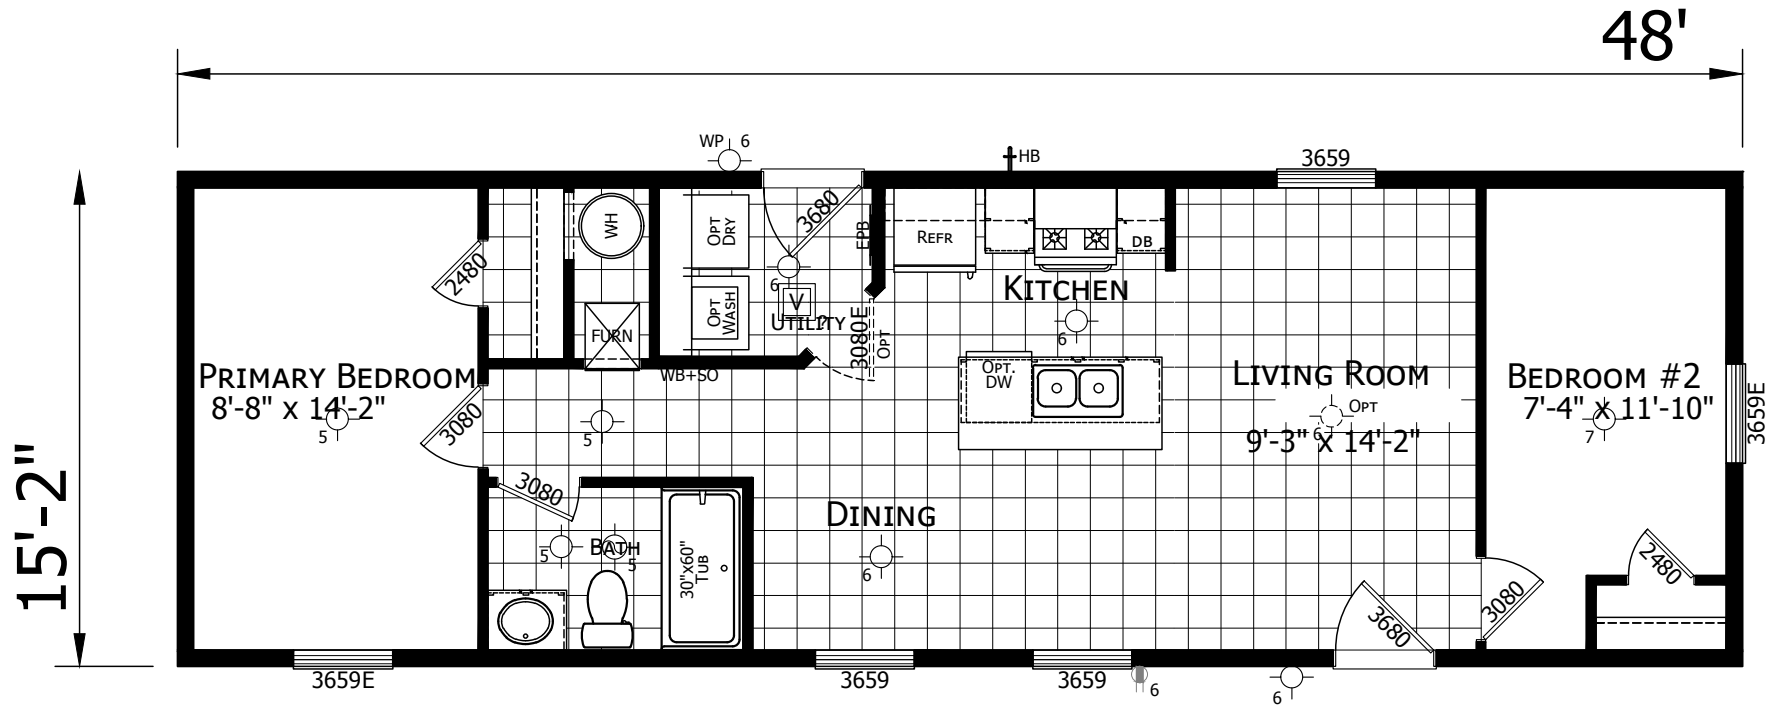 48'
15'-2"
WP 6
HB
3659
3680
2480
WH
FURN
OPT
DRY
OPT
WASH
EPB
6
V
UTILITY
?
3080E
OPT
REFR
DB
KITCHEN
6
WB+SO
OPT.
DW
PRIMARY BEDROOM
8'-8" X 14'-2"
5
3080
5
LIVING ROOM
OPT
6
9'-3" X 14'-2"
BEDROOM #2
7'-4" X 11'-10"
7
3659E
3080
BATH
5
5
30"X60"
TUB
DINING
6
3680
3080
2480
3659E
3659
3659
6
6